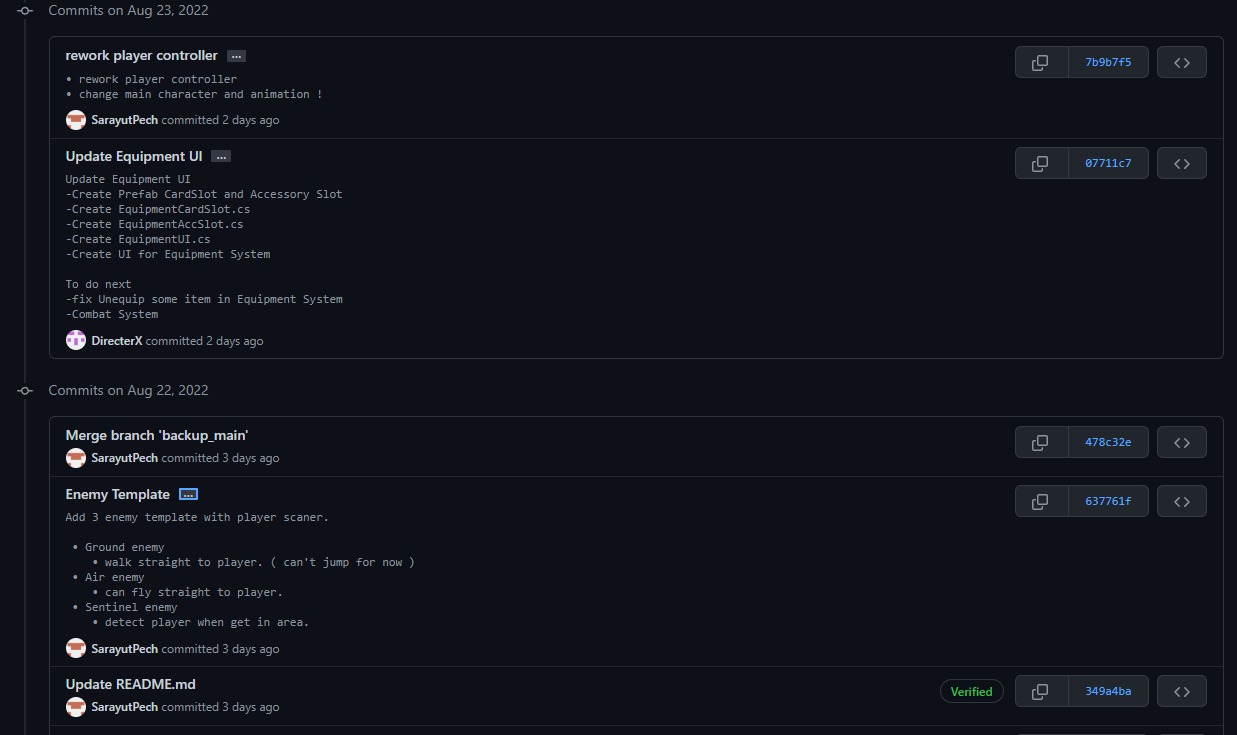 Commits on Aug 23, 2022
rework player controller ...
7b9b7f5
• rework player controller
• change main character and animation !
SarayutPech committed 2 days ago
Update Equipment UI ...
07711c7
Update Equipment UI
-Create Prefab CardSlot and Accessory Slot
-Create EquipmentCardSlot.cs
-Create EquipmentAccSlot.cs
-Create EquipmentUI.cs
-Create UI for Equipment System
To do next
-fix Unequip some item in Equipment System
-Combat System
DirecterX committed 2 days ago
Commits on Aug 22, 2022
Merge branch 'backup_main'
478c32e
SarayutPech committed 3 days ago
Enemy Template ...
637761f
Add 3 enemy template with player scaner.
• Ground enemy
• walk straight to player. ( can't jump for now )
• Air enemy
• can fly straight to player.
• Sentinel enemy
• detect player when get in area.
SarayutPech committed 3 days ago
Update README.md
Verified
349a4ba
SarayutPech committed 3 days ago